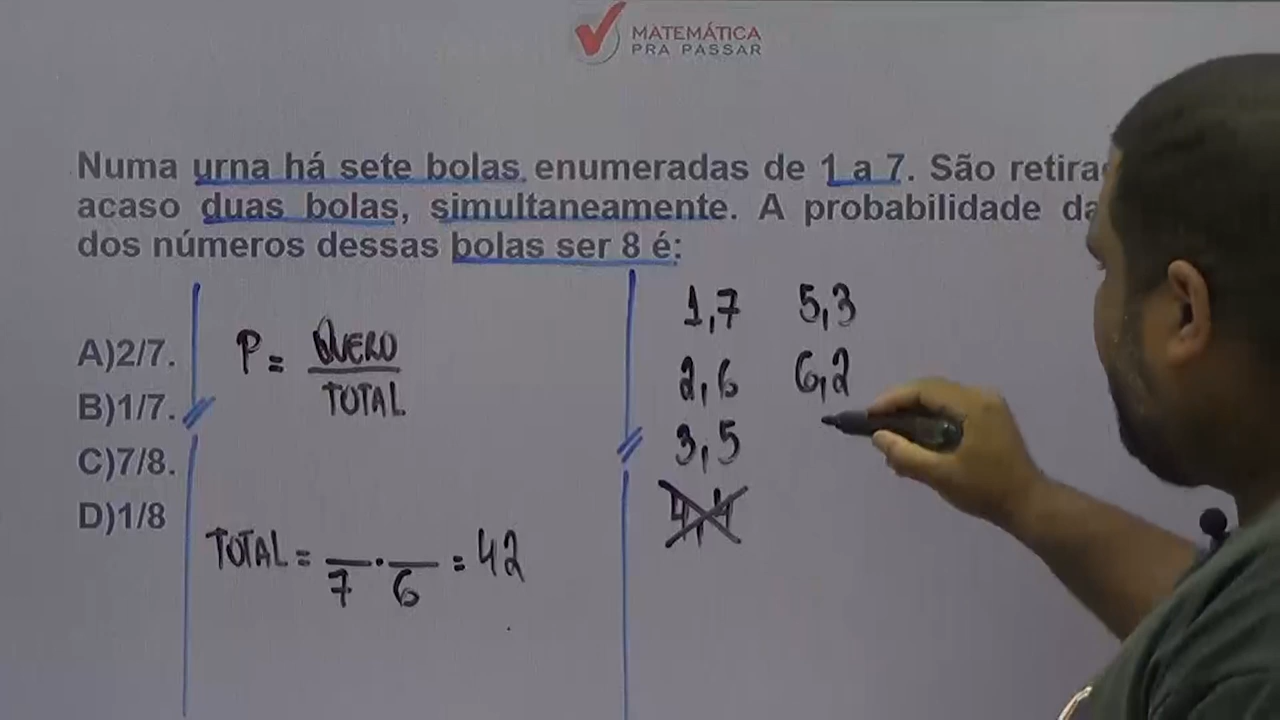 MATEMÁTICA
PRA PASSAR
Numa urna há sete bolas enumeradas de 1 a 7. São
acaso duas bolas, simultaneamente. A probabilidade
dos números dessas bolas ser 8 é:
A)2/7.
B)1/7.
C)7/8.
D)1/8
P = QUERO
TOTAL
TOTAL = 7 . 6 = 42
1,7
2,6
3,5
4,4
5,3
6,2